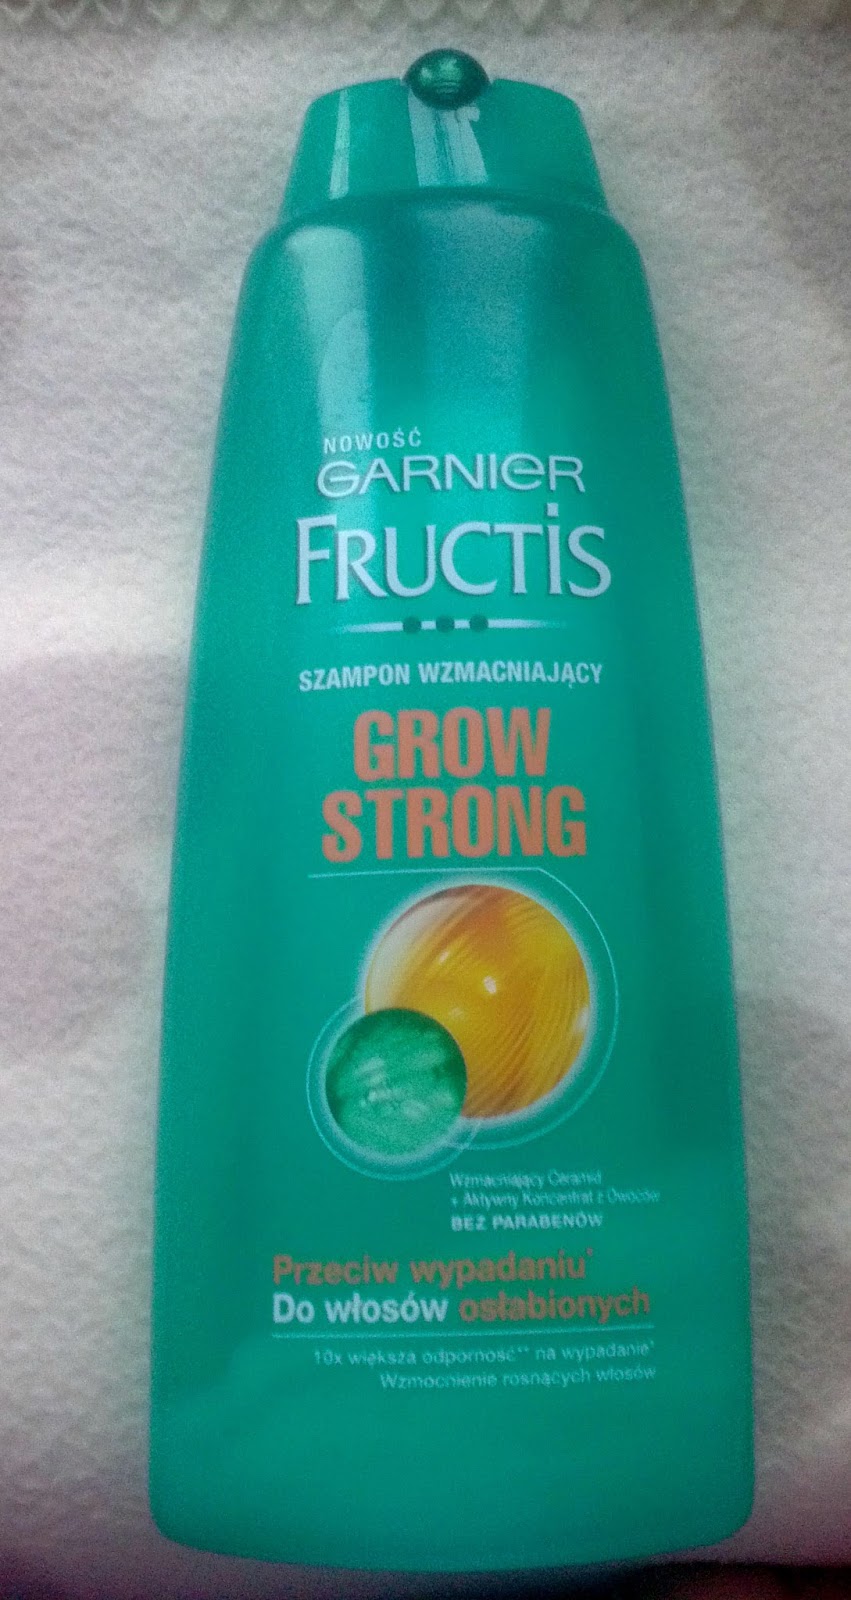 NOWOŚĆ
GARNIER
FRUCTIS
SZAMPON WZMACNIAJĄCY
GROW
STRONG
Wzmacniający Ceramid
+ Aktywny Koncentrat z Owoców
BEZ PARABENÓW
Przeciw wypadaniu*
Do włosów osłabionych
10x większa odporność** na wypadanie*
Wzmocnienie rosnących włosów